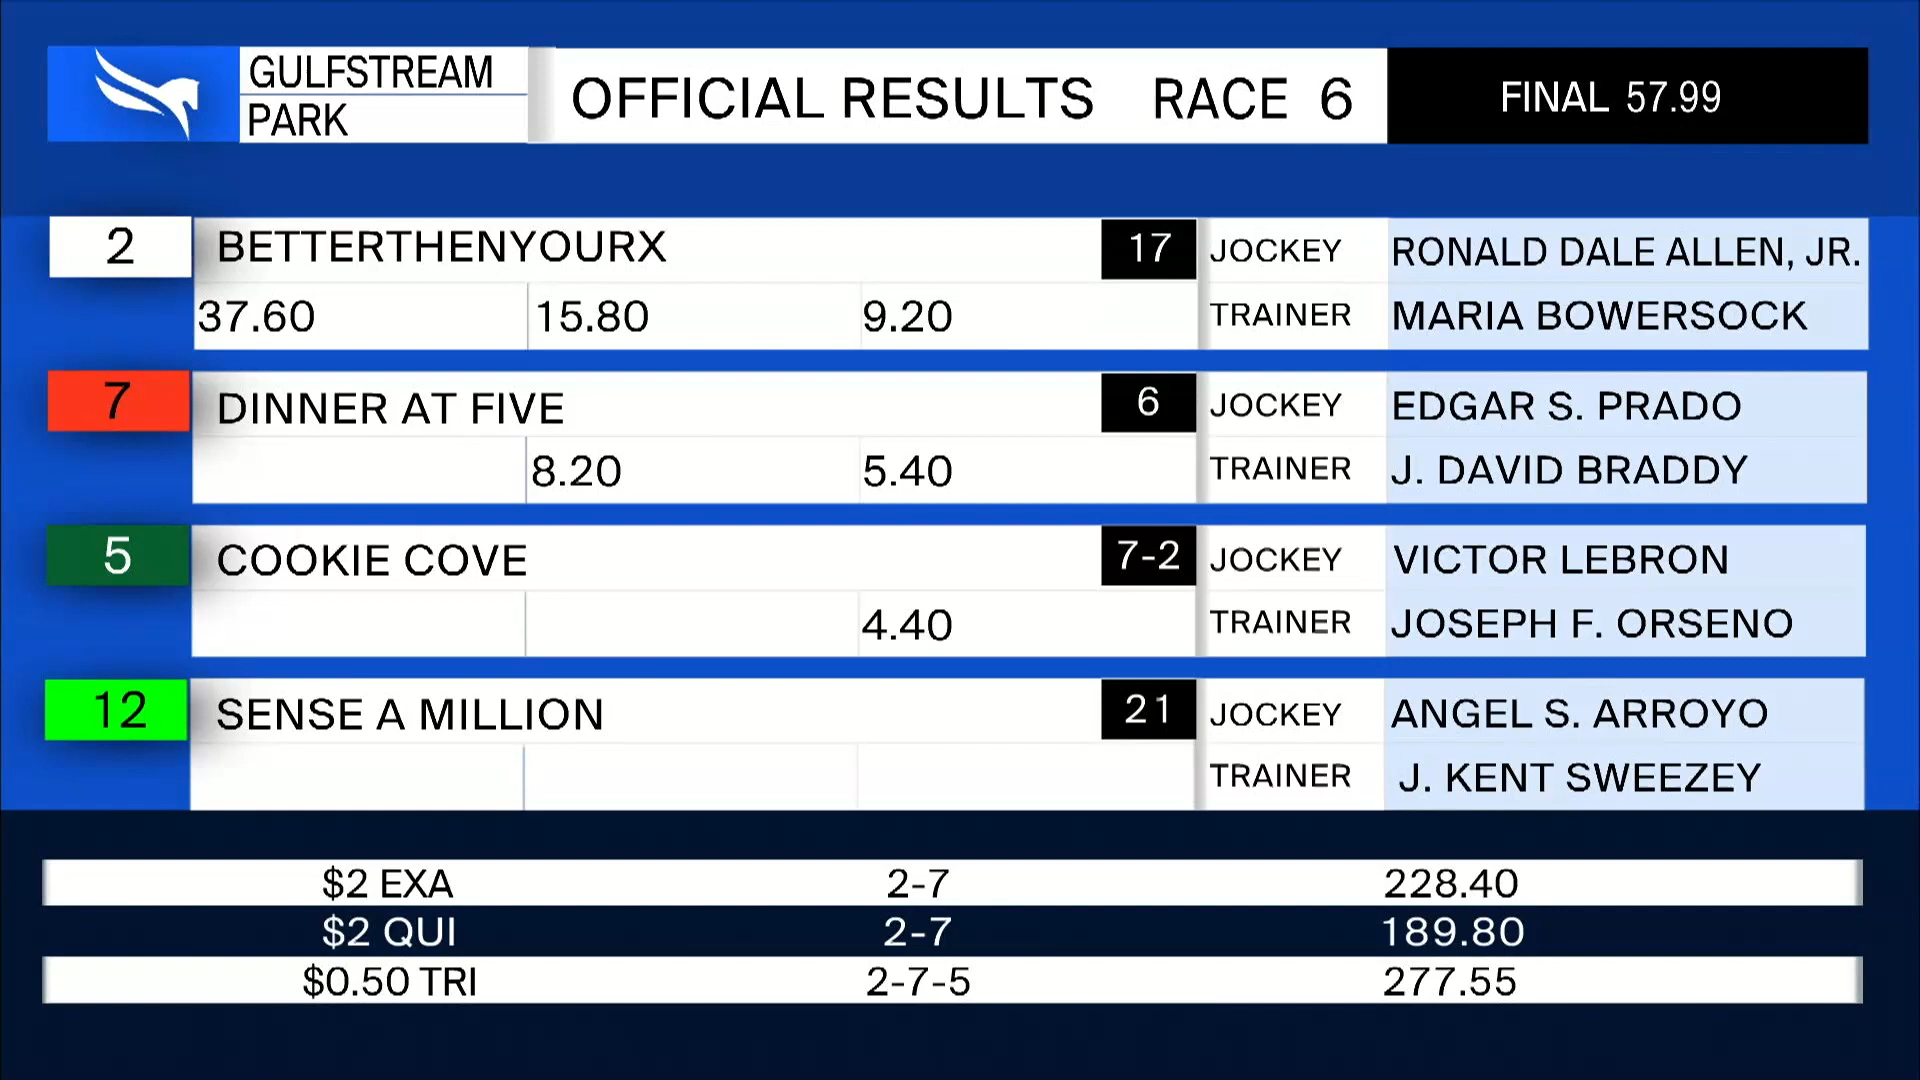 GULFSTREAM
PARK
OFFICIAL RESULTS RACE 6 FINAL 57.99
2 BETTERTHENYOURX 17 JOCKEY RONALD DALE ALLEN, JR.
37.60 15.80 9.20 TRAINER MARIA BOWERSOCK
7 DINNER AT FIVE 6 JOCKEY EDGAR S. PRADO
8.20 5.40 TRAINER J. DAVID BRADDY
5 COOKIE COVE 7-2 JOCKEY VICTOR LEBRON
4.40 TRAINER JOSEPH F. ORSENO
12 SENSE A MILLION 21 JOCKEY ANGEL S. ARROYO
TRAINER J. KENT SWEEZEY
$2 EXA 2-7 228.40
$2 QUI 2-7 189.80
$0.50 TRI 2-7-5 277.55